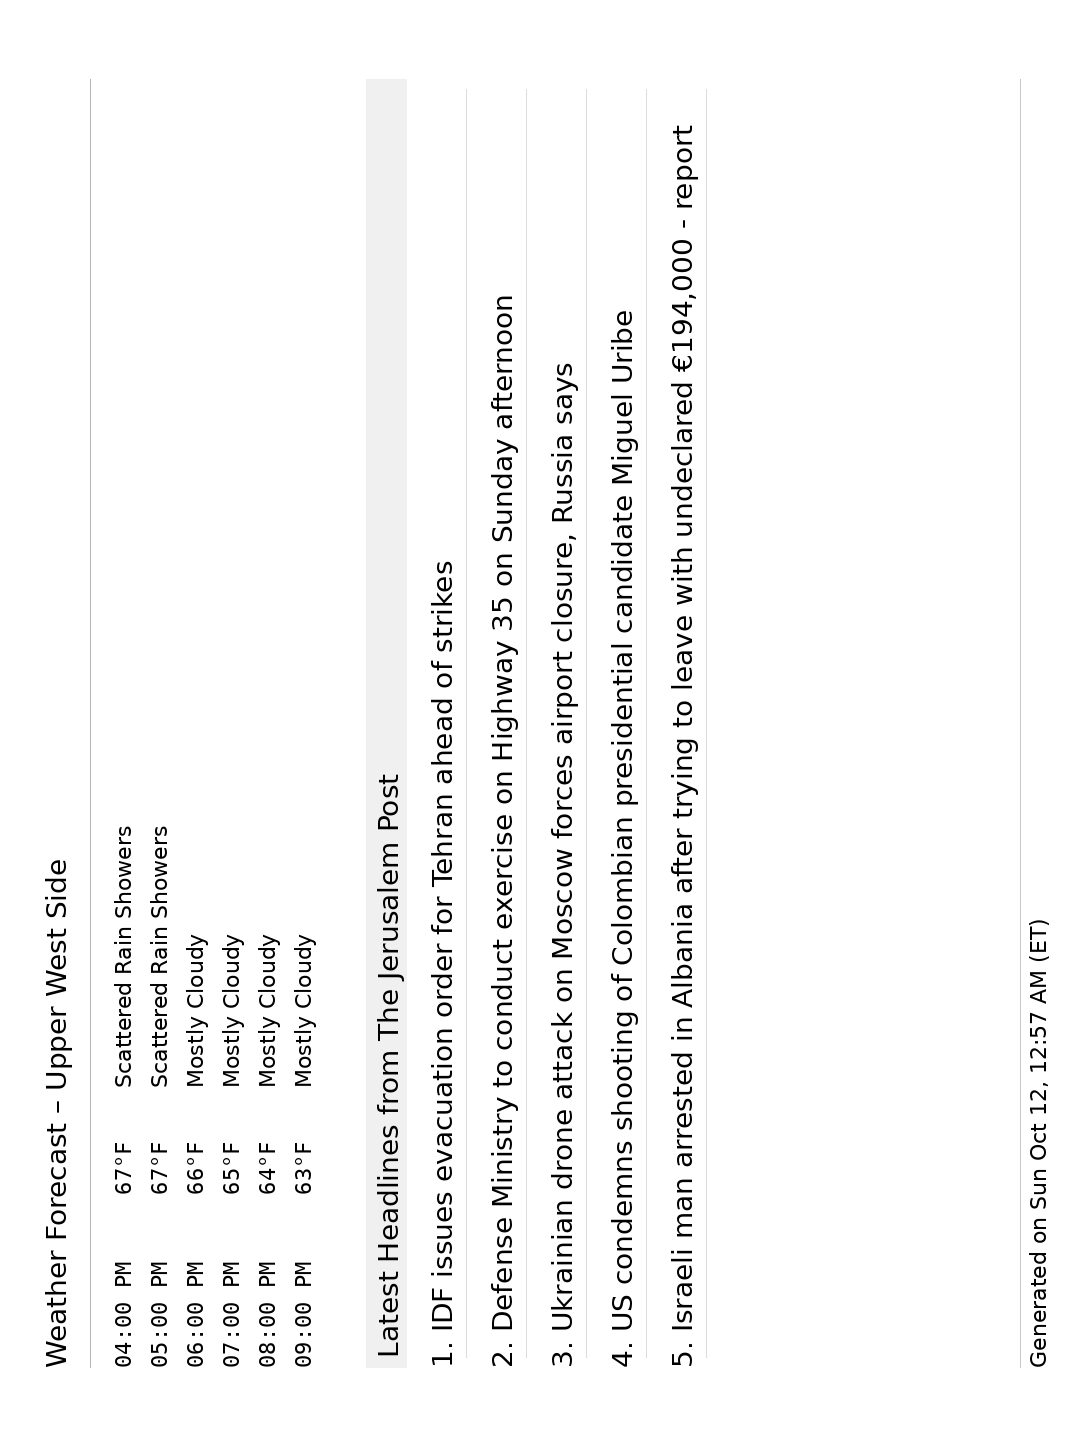 Weather Forecast – Upper West Side
04:00 PM 67°F Scattered Rain Showers
05:00 PM 67°F Scattered Rain Showers
06:00 PM 66°F Mostly Cloudy
07:00 PM 65°F Mostly Cloudy
08:00 PM 64°F Mostly Cloudy
09:00 PM 63°F Mostly Cloudy
Latest Headlines from The Jerusalem Post
1. IDF issues evacuation order for Tehran ahead of strikes
2. Defense Ministry to conduct exercise on Highway 35 on Sunday afternoon
3. Ukrainian drone attack on Moscow forces airport closure, Russia says
4. US condemns shooting of Colombian presidential candidate Miguel Uribe
5. Israeli man arrested in Albania after trying to leave with undeclared €194,000 - report
Generated on Sun Oct 12, 12:57 AM (ET)